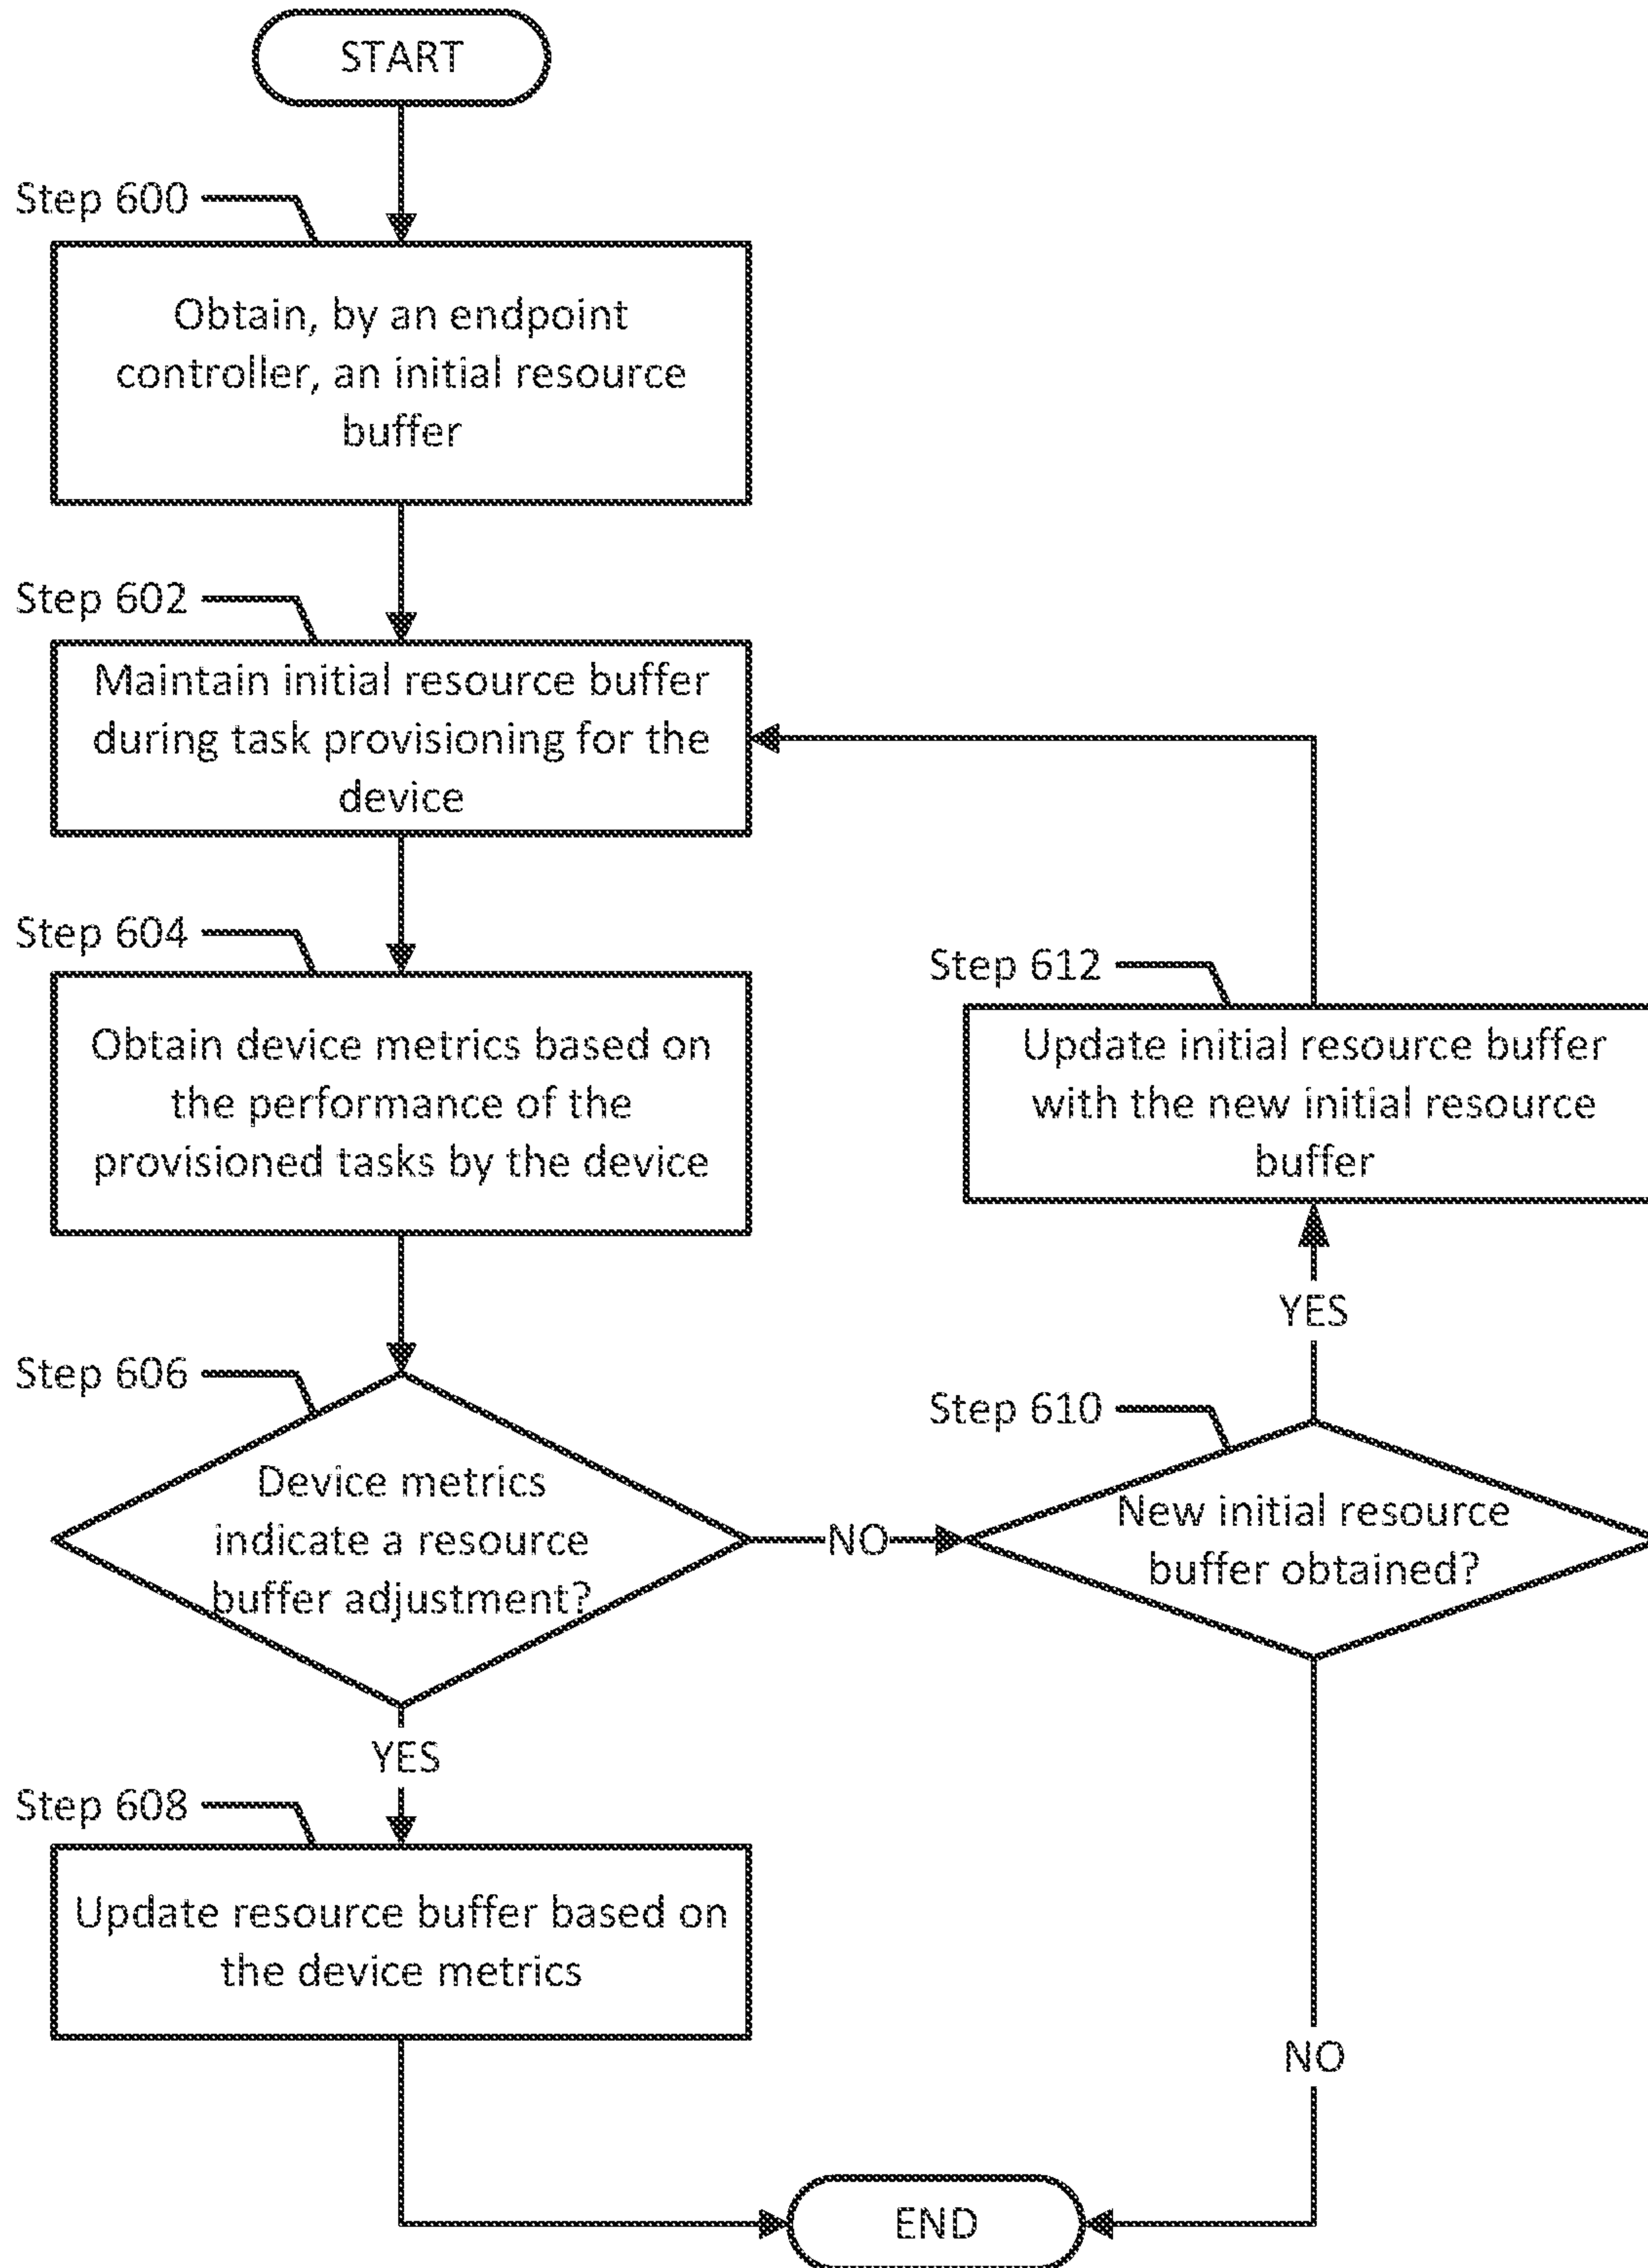 START
Step 600
Obtain, by an endpoint
controller, an initial resource
buffer
Step 602
Maintain initial resource buffer
during task provisioning for the
device
Step 604
Obtain device metrics based on
the performance of the
provisioned tasks by the device
Step 606
Device metrics
indicate a resource
buffer adjustment?
NO
YES
Step 608
Update resource buffer based on
the device metrics
Step 610
New initial resource
buffer obtained?
YES
Step 612
Update initial resource buffer
with the new initial resource
buffer
NO
END